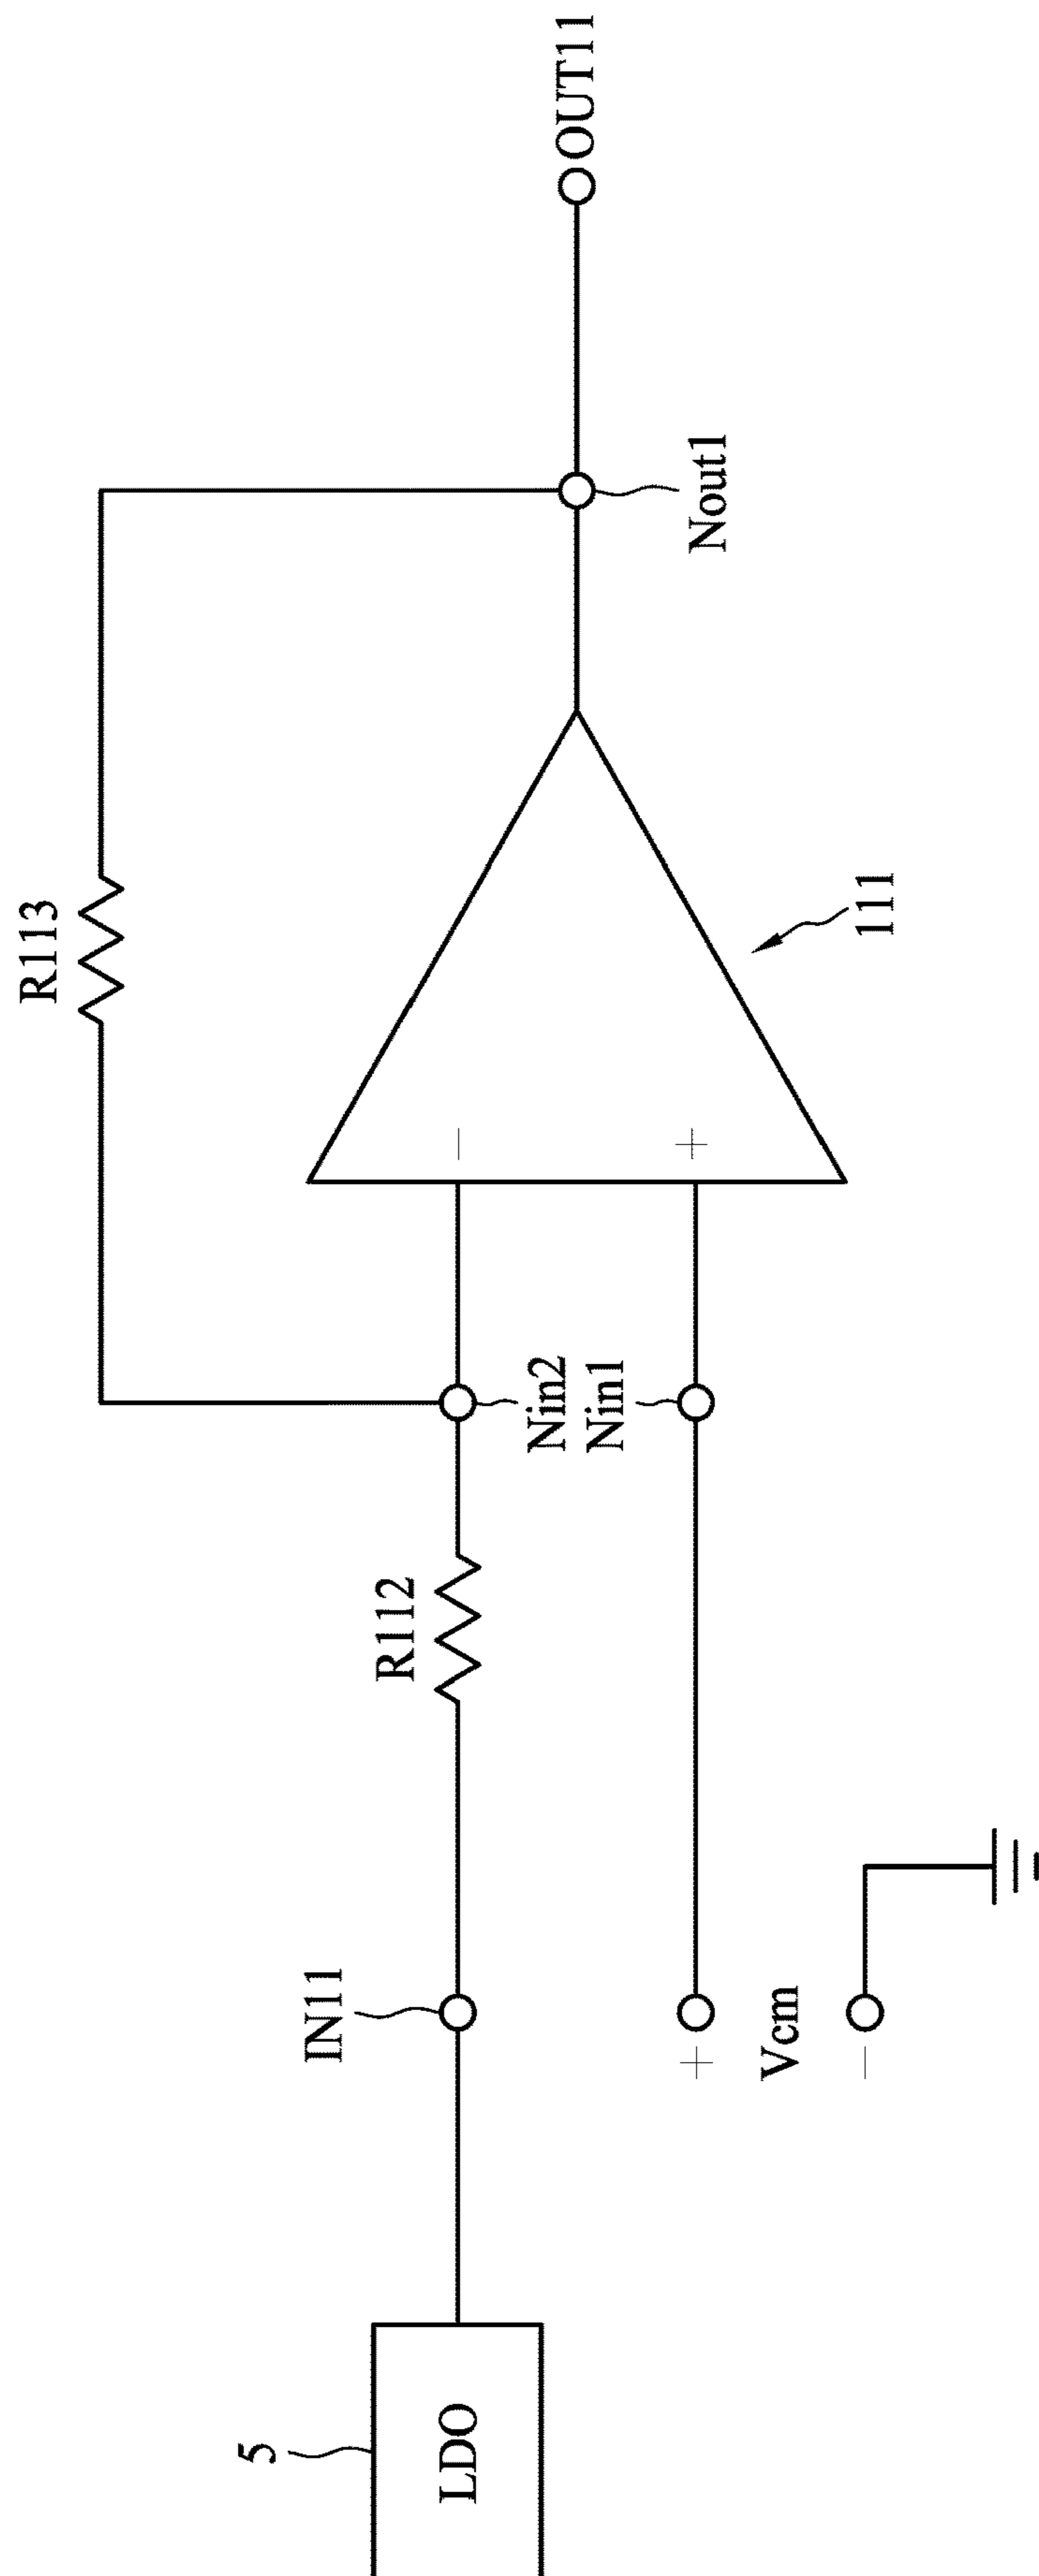 R113
5
IN11
R112
LDO
−
Nin2
Nin1
+
+
Vcm
−
111
Nout1
OUT11